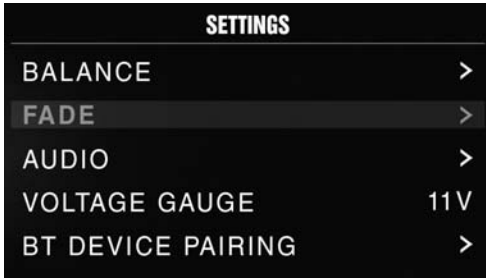 SETTINGS
BALANCE >
FADE >
AUDIO >
VOLTAGE GAUGE 11V
BT DEVICE PAIRING >